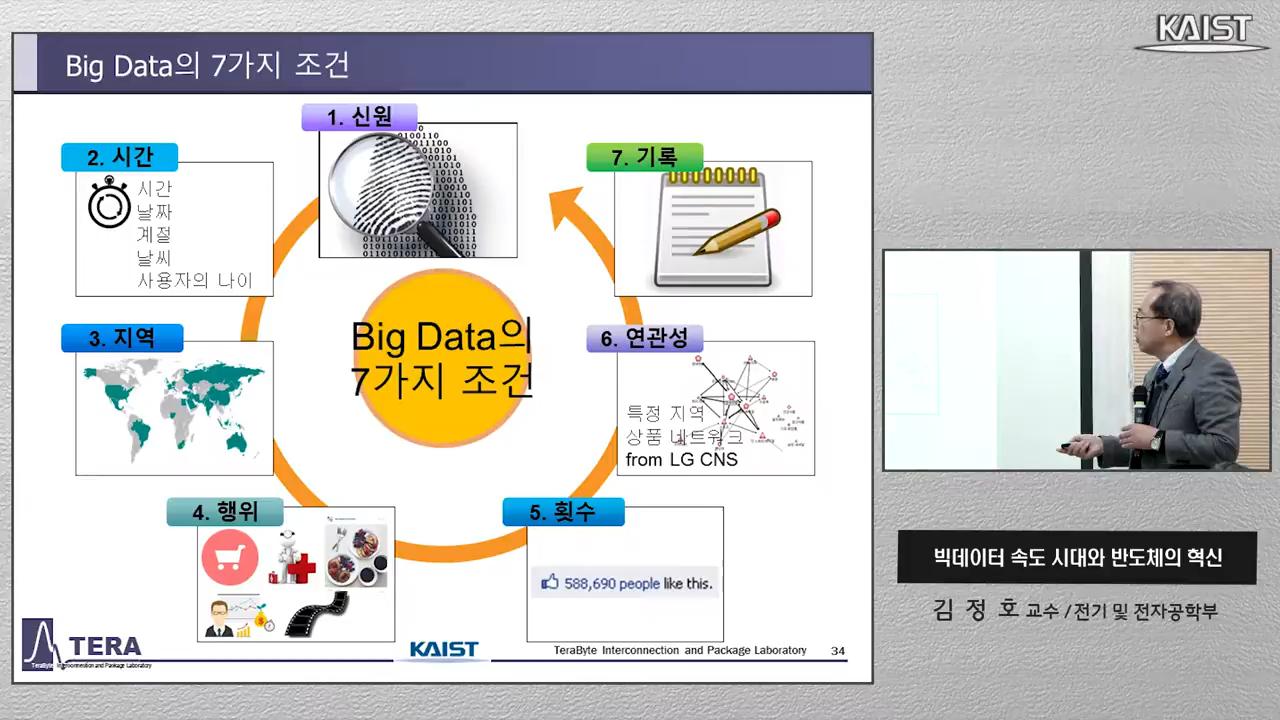 KAIST
Big Data의 7가지 조건
1. 신원
2. 시간
시간
날짜
계절
날씨
사용자의 나이
3. 지역
4. 행위
5. 횟수
588,690 people like this.
6. 연관성
특정 지역
상품 네트워크
from LG CNS
7. 기록
Big Data의
7가지 조건
TERA
TeraByte Interconnection and Package Laboratory
KAIST
TeraByte Interconnection and Package Laboratory
34
빅데이터 속도 시대와 반도체의 혁신
김 정 호 교수 / 전기 및 전자공학부